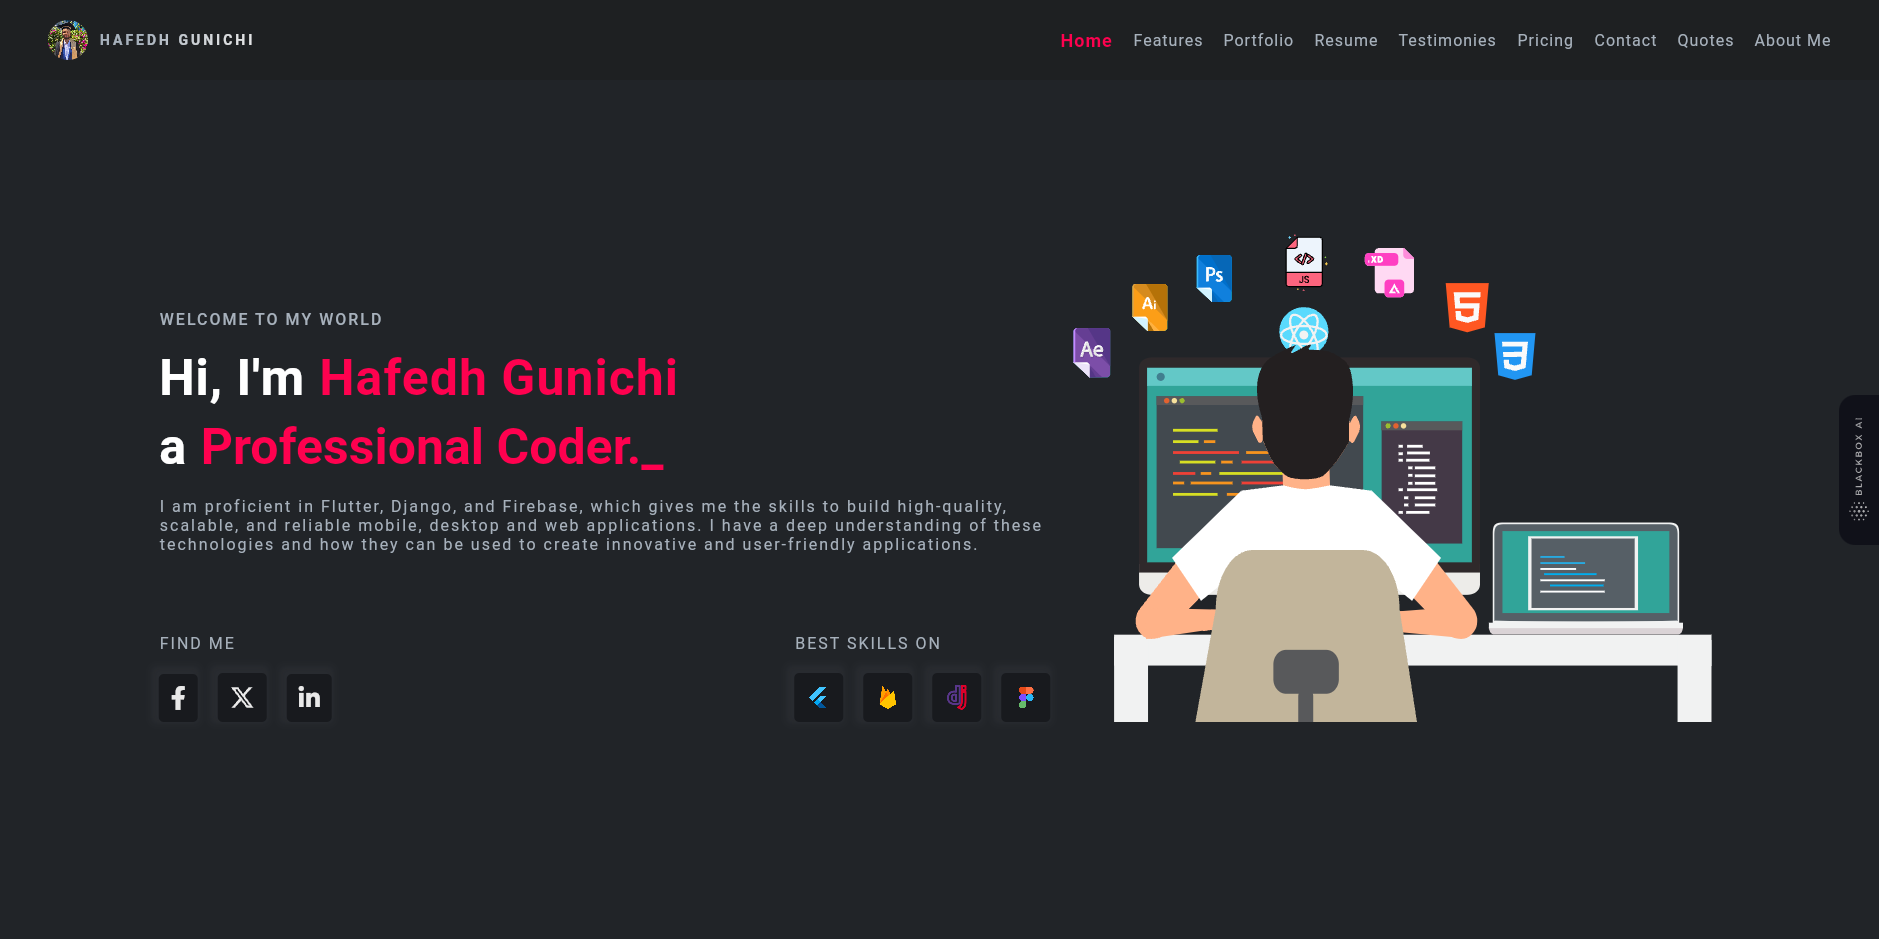 HAFEDH GUNICHI
Home Features Portfolio Resume Testimonies Pricing Contact Quotes About Me
WELCOME TO MY WORLD
Hi, I'm Hafedh Gunichi
a Professional Coder._
I am proficient in Flutter, Django, and Firebase, which gives me the skills to build high-quality,
scalable, and reliable mobile, desktop and web applications. I have a deep understanding of these
technologies and how they can be used to create innovative and user-friendly applications.
FIND ME
BEST SKILLS ON
f
X
in
dj
Ae
Ai
Ps
</>
JS
.XD
5
3
BLACKBOX AI